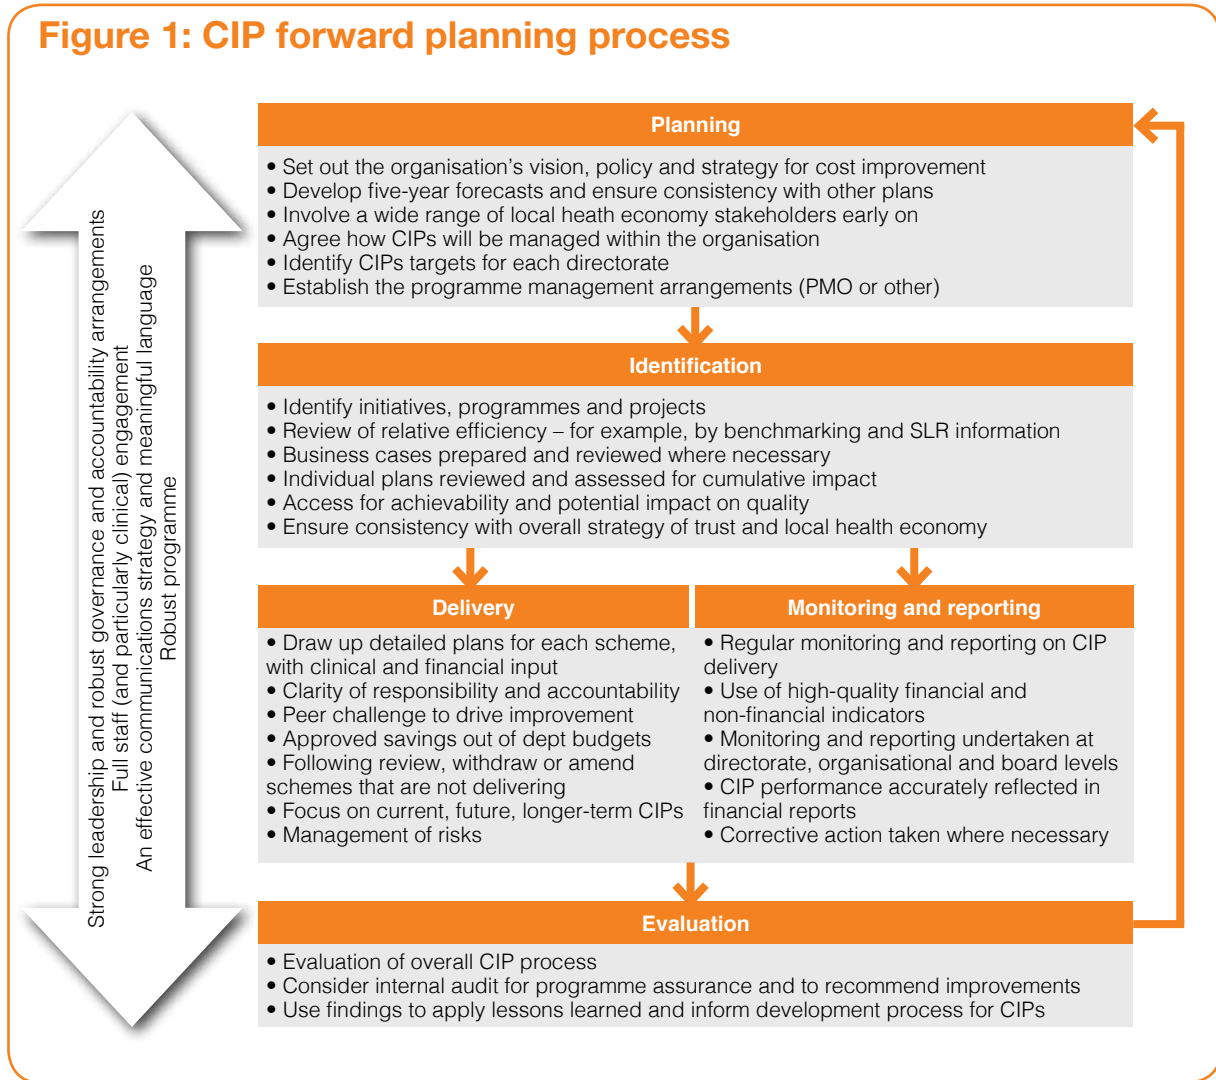 Figure 1: CIP forward planning process
Strong leadership and robust governance and accountability arrangements
Full staff (and particularly clinical) engagement
An effective communications strategy and meaningful language
Robust programme
Planning
• Set out the organisation's vision, policy and strategy for cost improvement
• Develop five-year forecasts and ensure consistency with other plans
• Involve a wide range of local heath economy stakeholders early on
• Agree how CIPs will be managed within the organisation
• Identify CIPs targets for each directorate
• Establish the programme management arrangements (PMO or other)
Identification
• Identify initiatives, programmes and projects
• Review of relative efficiency – for example, by benchmarking and SLR information
• Business cases prepared and reviewed where necessary
• Individual plans reviewed and assessed for cumulative impact
• Access for achievability and potential impact on quality
• Ensure consistency with overall strategy of trust and local health economy
Delivery
• Draw up detailed plans for each scheme,
with clinical and financial input
• Clarity of responsibility and accountability
• Peer challenge to drive improvement
• Approved savings out of dept budgets
• Following review, withdraw or amend
schemes that are not delivering
• Focus on current, future, longer-term CIPs
• Management of risks
Monitoring and reporting
• Regular monitoring and reporting on CIP
delivery
• Use of high-quality financial and
non-financial indicators
• Monitoring and reporting undertaken at
directorate, organisational and board levels
• CIP performance accurately reflected in
financial reports
• Corrective action taken where necessary
Evaluation
• Evaluation of overall CIP process
• Consider internal audit for programme assurance and to recommend improvements
• Use findings to apply lessons learned and inform development process for CIPs